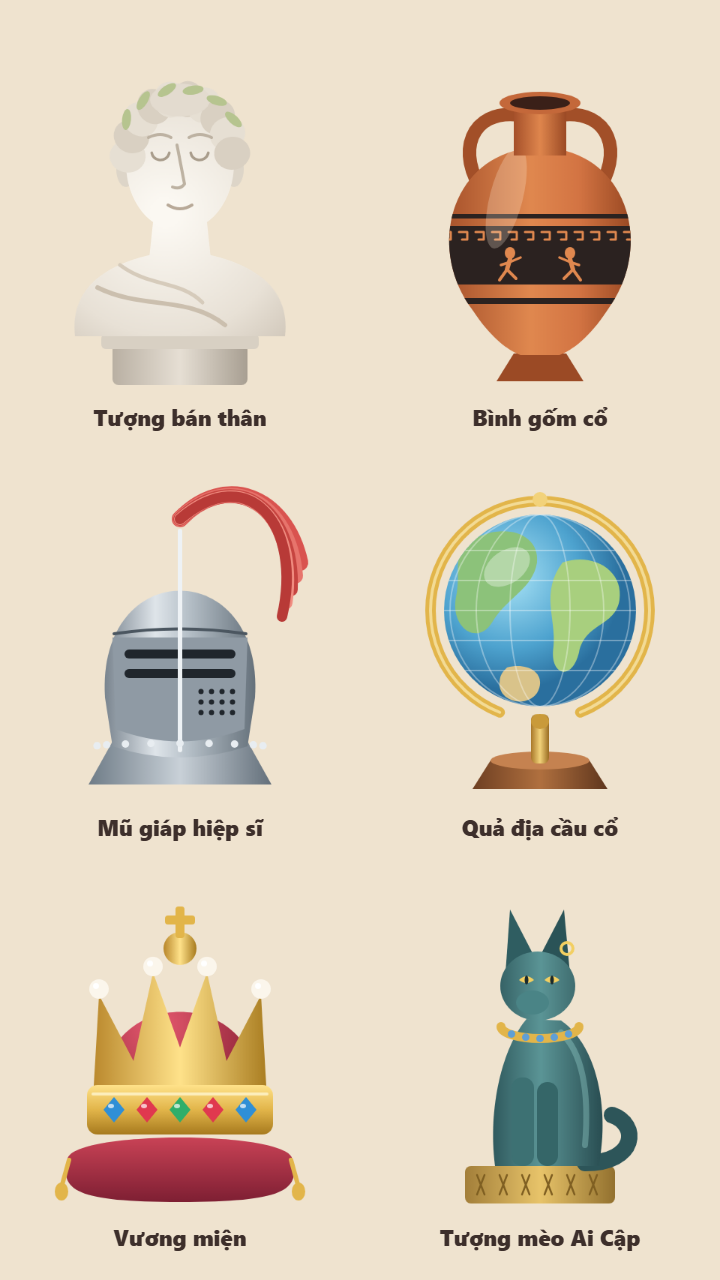 Tượng bán thân
Bình gốm cổ
Mũ giáp hiệp sĩ
Quả địa cầu cổ
Vương miện
Tượng mèo Ai Cập